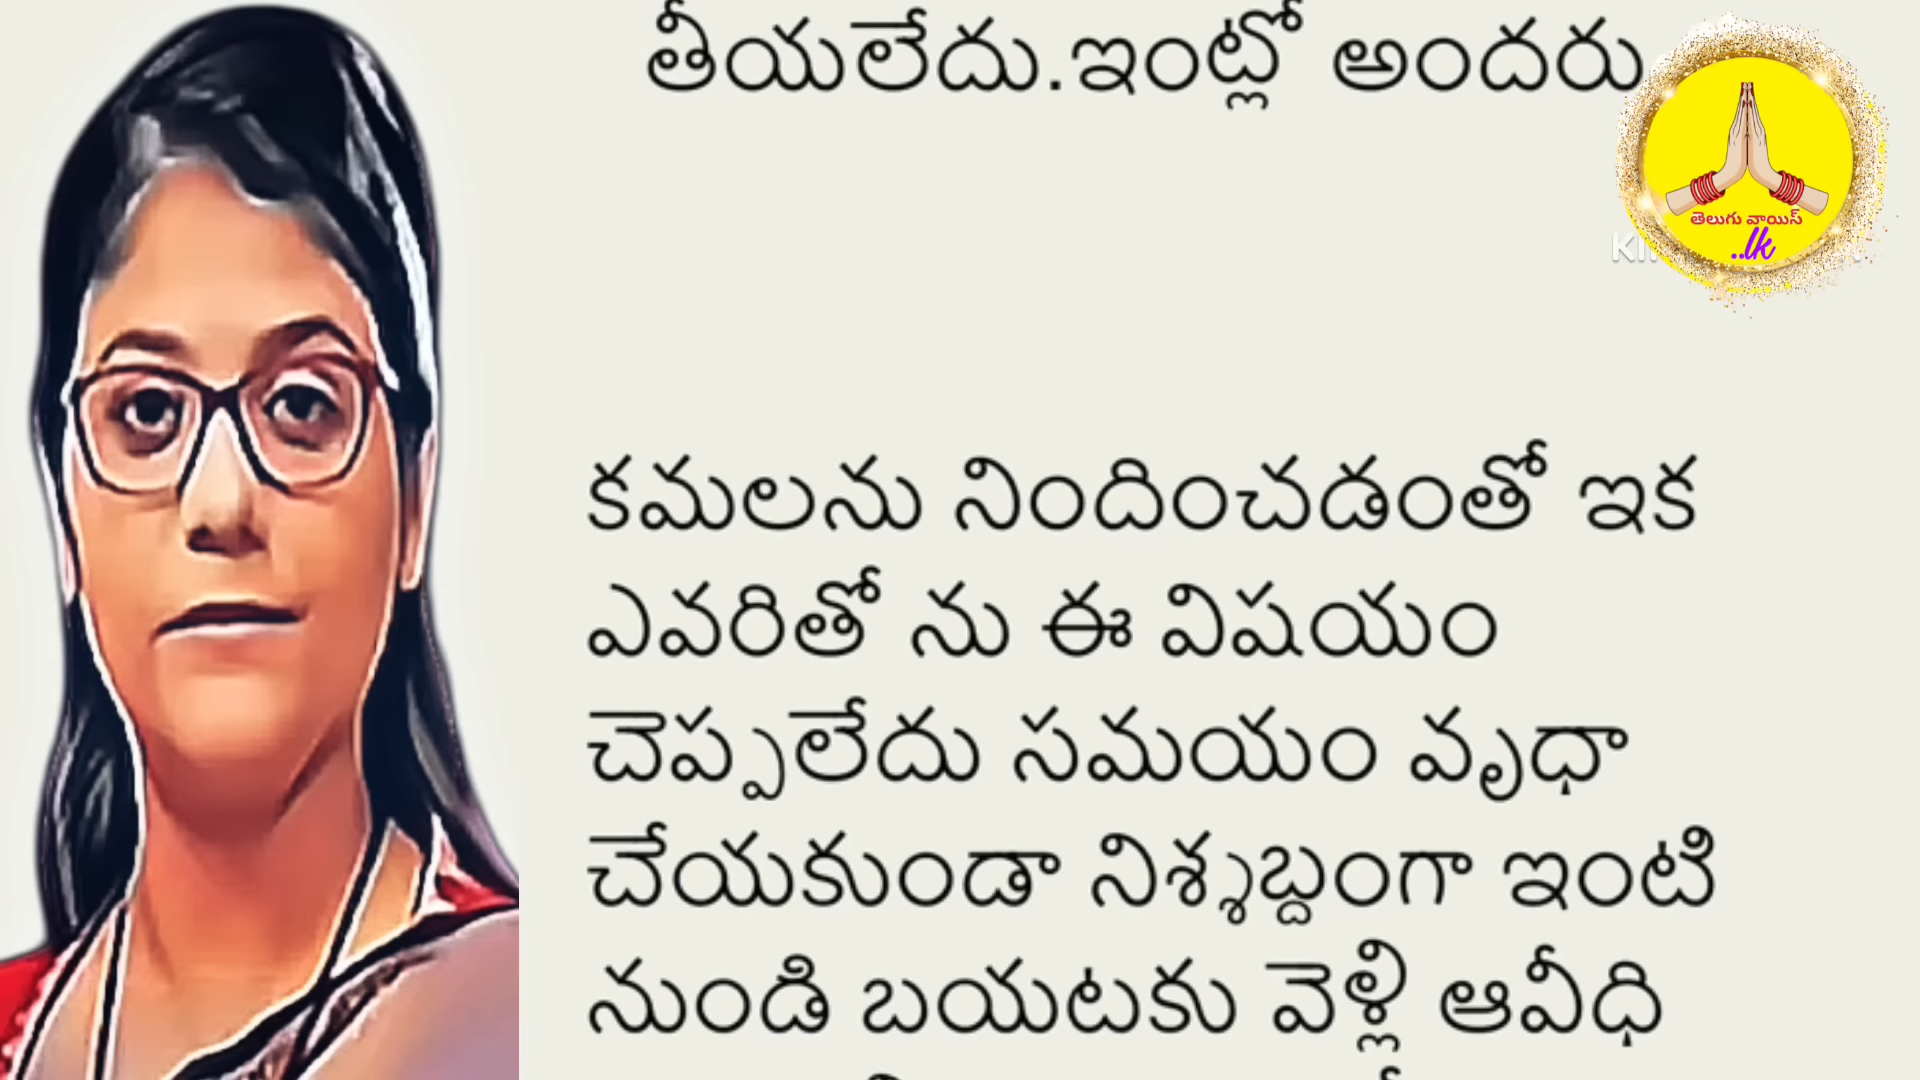 తీయలేదు.ఇంట్లో అందరు
తెలుగు వాయిస్
..lk
కమలను నిందించడంతో ఇక
ఎవరితో ను ఈ విషయం
చెప్పలేదు సమయం వృధా
చేయకుండా నిశ్శబ్దంగా ఇంటి
నుండి బయటకు వెళ్లి ఆవీధి